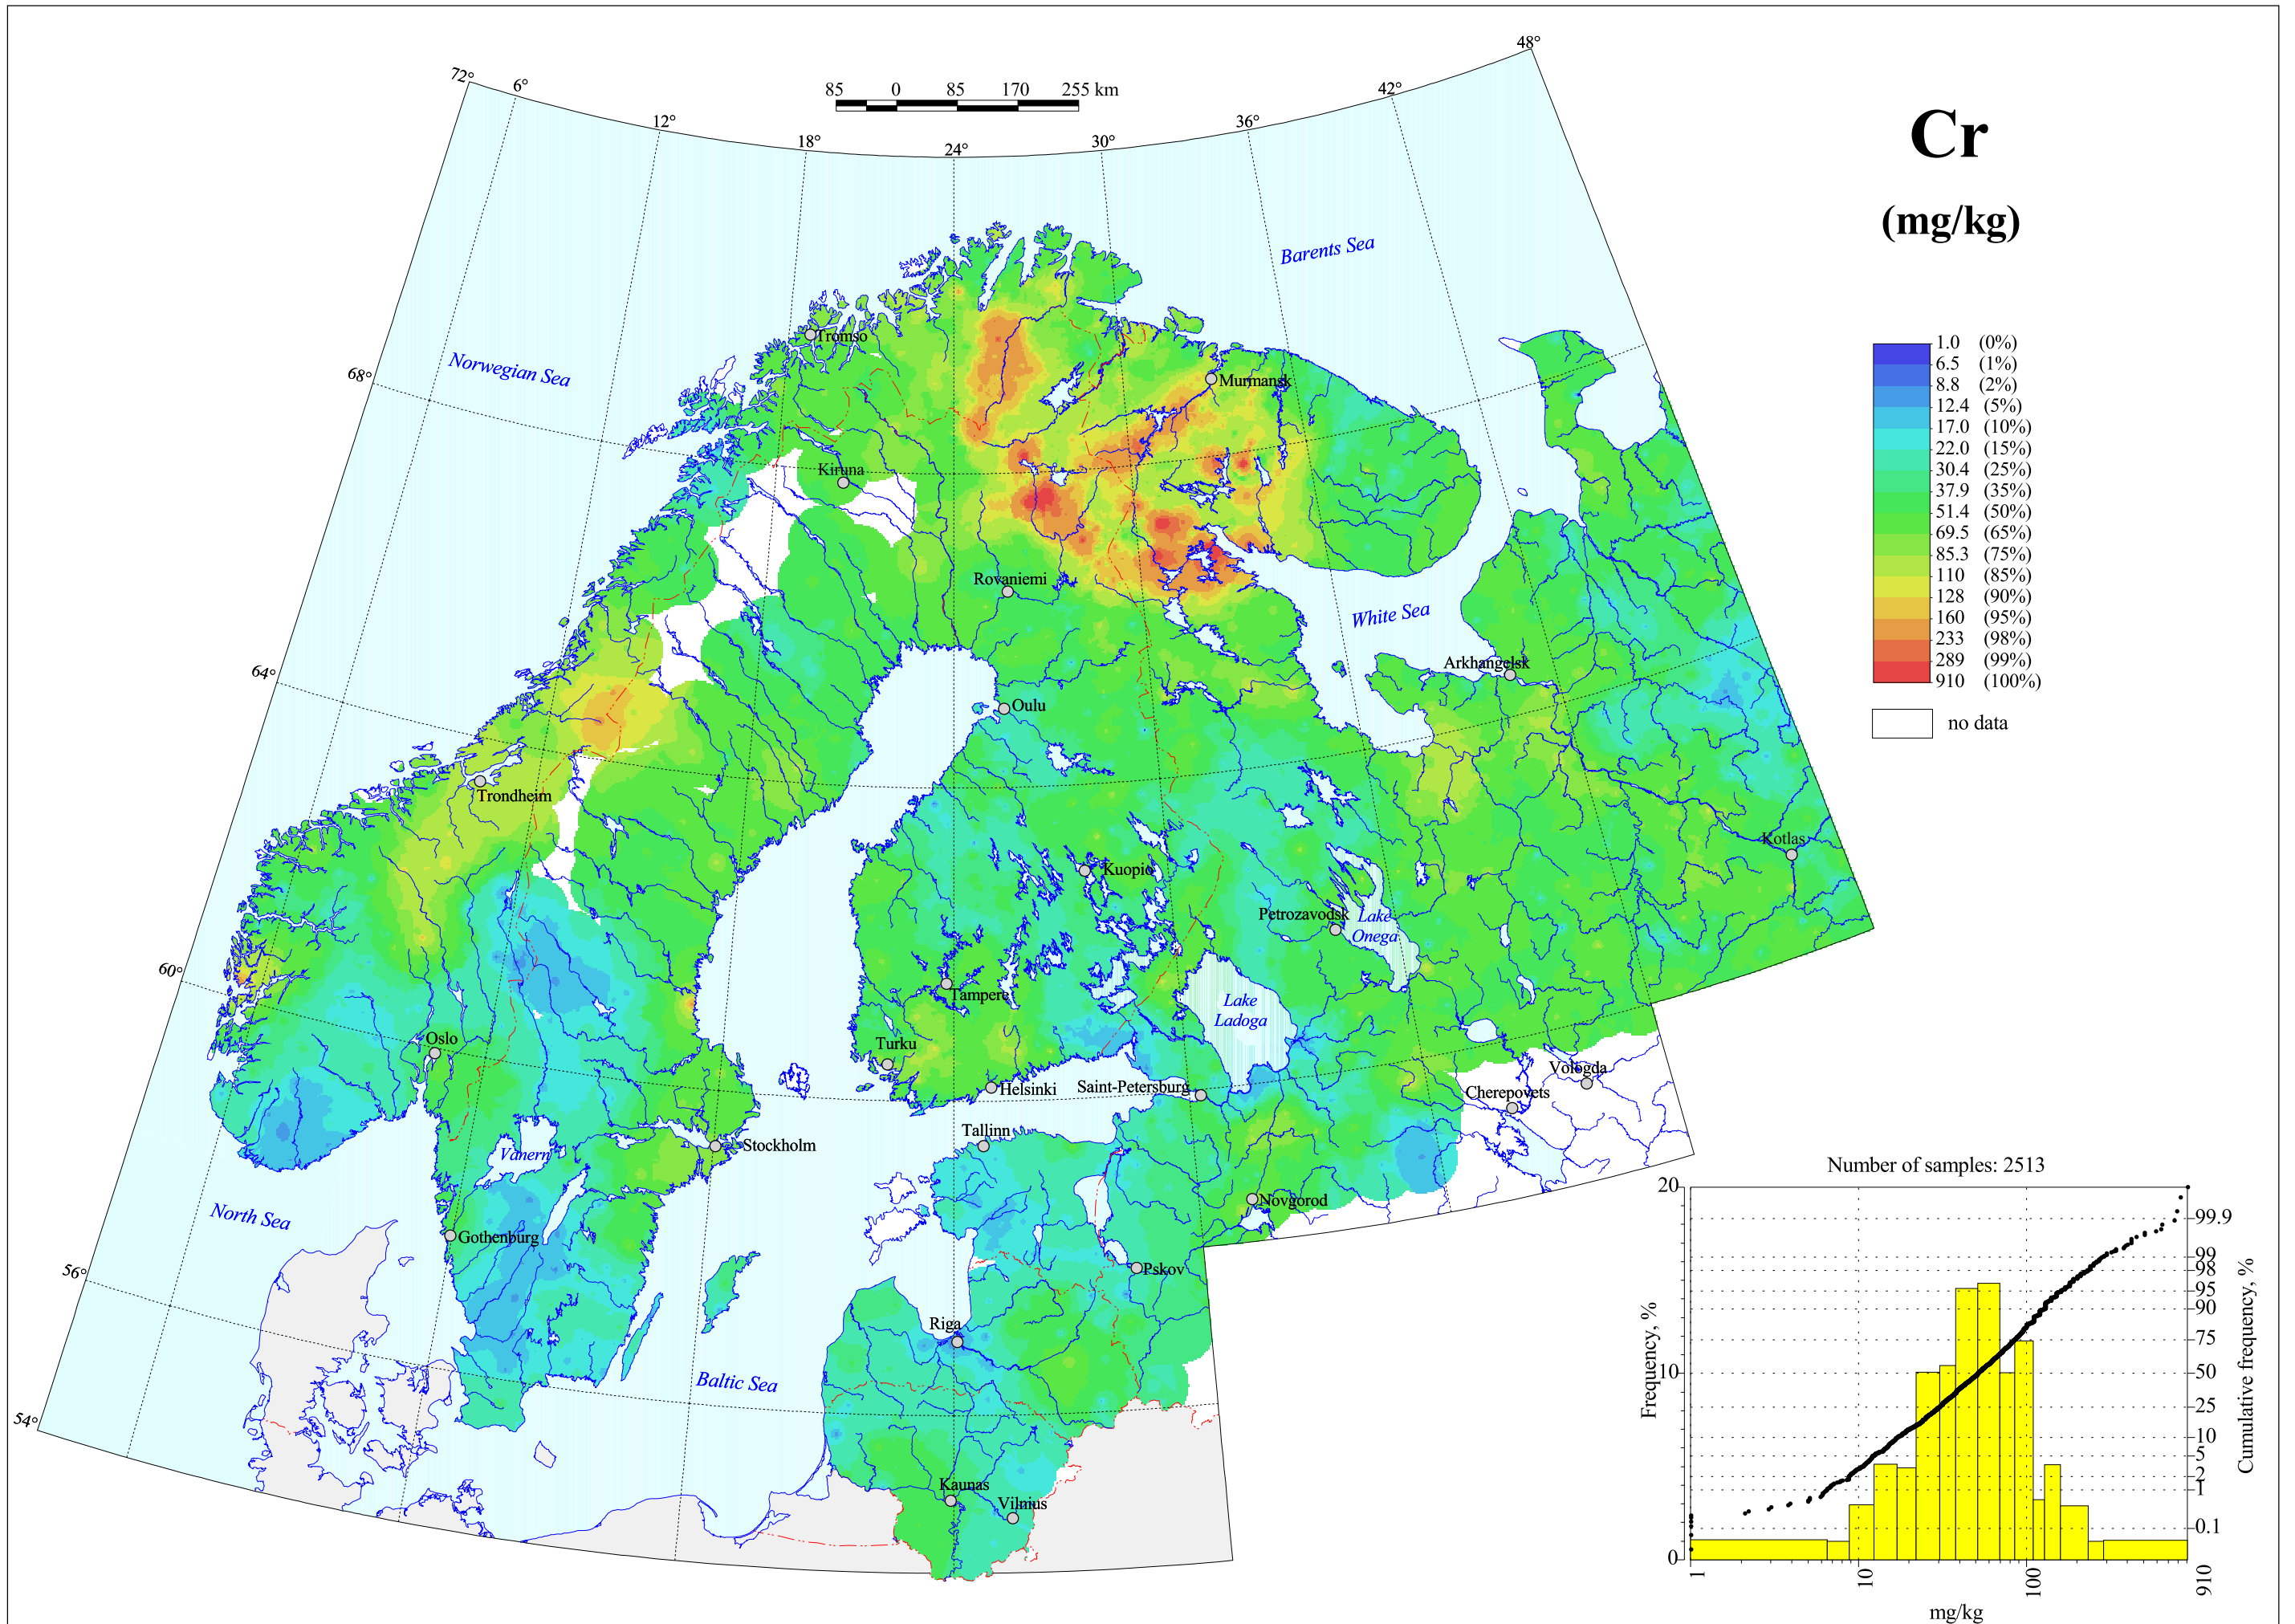 48°
72°
6°
42°
85 0 85 170 255 km
12°
36°
18°
24°
30°
Cr
(mg/kg)
Barents Sea
Norwegian Sea
Tromso
68°
Murmansk
Kiruna
1.0 (0%)
6.5 (1%)
8.8 (2%)
12.4 (5%)
17.0 (10%)
22.0 (15%)
30.4 (25%)
37.9 (35%)
51.4 (50%)
69.5 (65%)
85.3 (75%)
110 (85%)
128 (90%)
160 (95%)
233 (98%)
289 (99%)
910 (100%)
no data
Rovaniemi
White Sea
Arkhangelsk
64°
Oulu
Trondheim
Kotlas
Kuopio
Petrozavodsk
Lake
Onega
60°
Tampere
Lake
Ladoga
Oslo
Turku
Helsinki
Saint-Petersburg
Vologda
Cherepovets
Stockholm
Tallinn
Vanern
Novgorod
North Sea
Gothenburg
Pskov
56°
Riga
Baltic Sea
54°
Kaunas
Vilnius
Number of samples: 2513
20
10
0
Frequency, %
99.9
99
98
95
90
75
50
25
10
5
2
1
0.1
Cumulative frequency, %
1
10
100
910
mg/kg